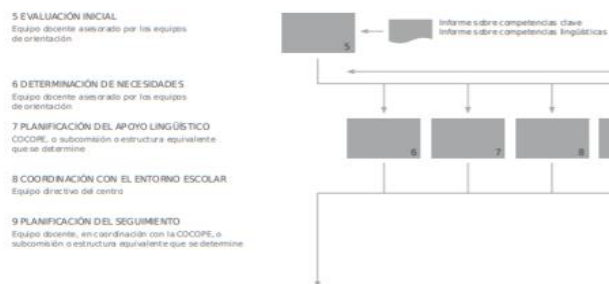 5 EVALUACIÓN INICIAL
Equipo docente asesorado por los equipos
de orientación
6 DETERMINACIÓN DE NECESIDADES
Equipo docente asesorado por los equipos
de orientación
7 PLANIFICACIÓN DEL APOYO LINGÜÍSTICO
COCOPE, o subcomisión o estructura equivalente
que se determine
8 COORDINACIÓN CON EL ENTORNO ESCOLAR
Equipo directivo del centro
9 PLANIFICACIÓN DEL SEGUIMIENTO
Equipo docente, en coordinación con la COCOPE, o
subcomisión o estructura equivalente que se determine
5
Informe sobre competencias clave
Informe sobre competencias lingüísticas
6
7
8